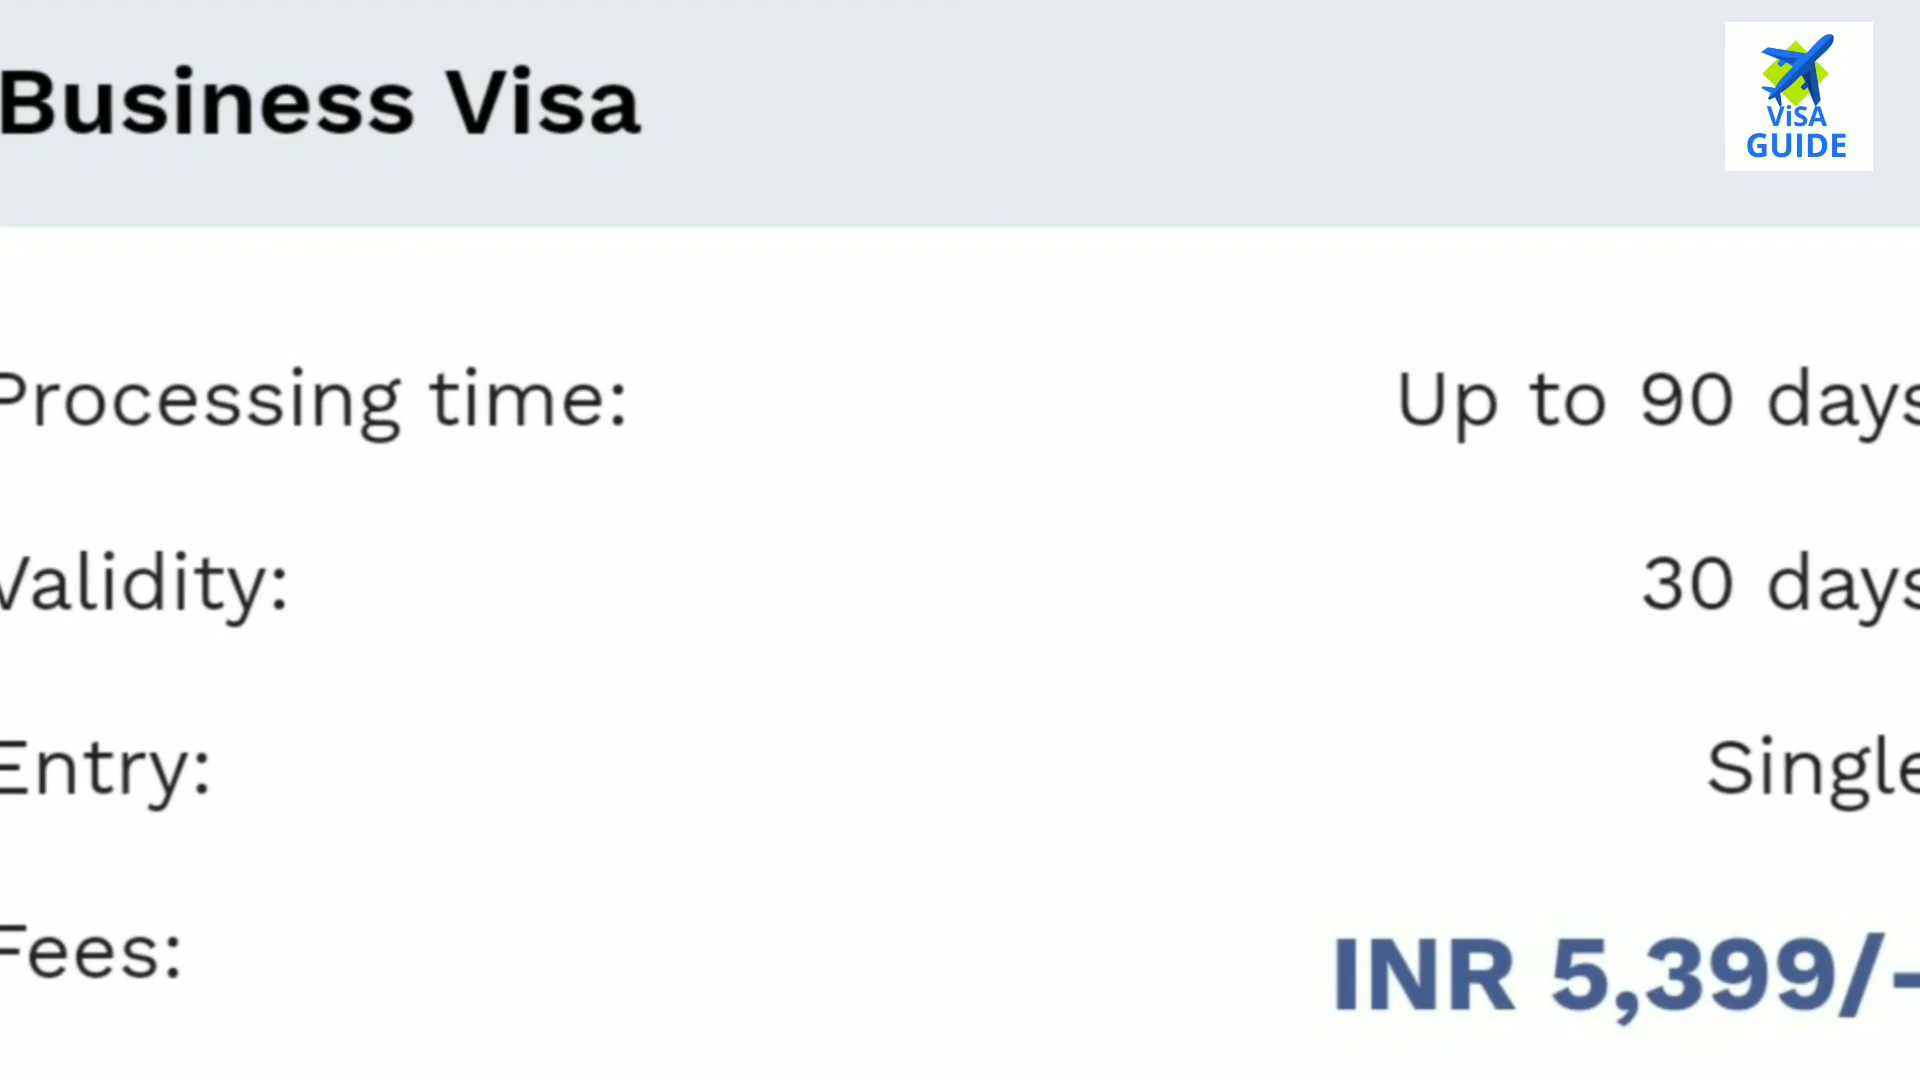 Business Visa
ViSA
GUIDE
Processing time: Up to 90 days
Validity: 30 days
Entry: Single
Fees: INR 5,399/-